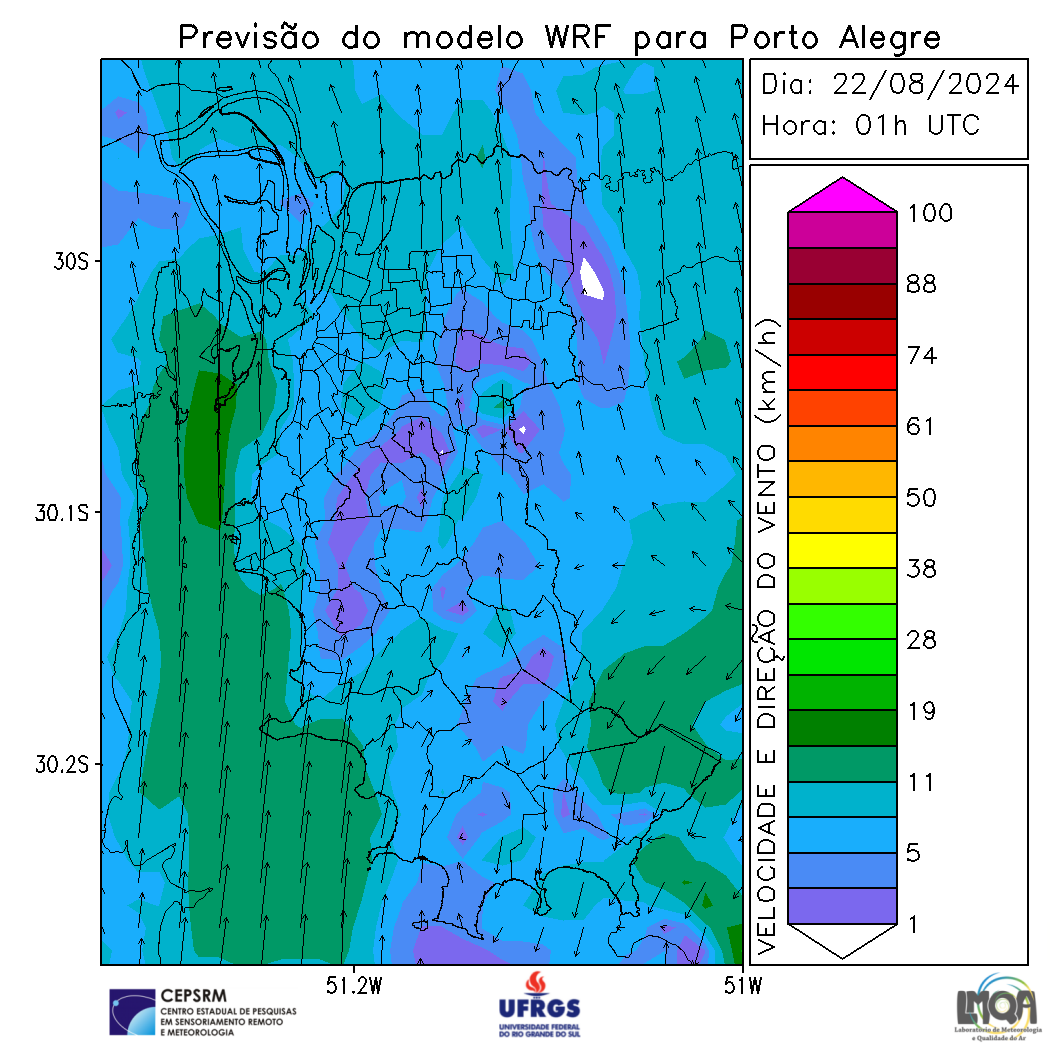 Previsão do modelo WRF para Porto Alegre
Dia: 22/08/2024
Hora: 01h UTC
30S
30.1S
30.2S
51.2W
51W
VELOCIDADE E DIREÇÃO DO VENTO (km/h)
100
88
74
61
50
38
28
19
11
5
1
CEPSRM
CENTRO ESTADUAL DE PESQUISAS
EM SENSORIAMENTO REMOTO
E METEOROLOGIA
UFRGS
UNIVERSIDADE FEDERAL
DO RIO GRANDE DO SUL
LMQA
Laboratório de Meteorologia
e Qualidade do Ar